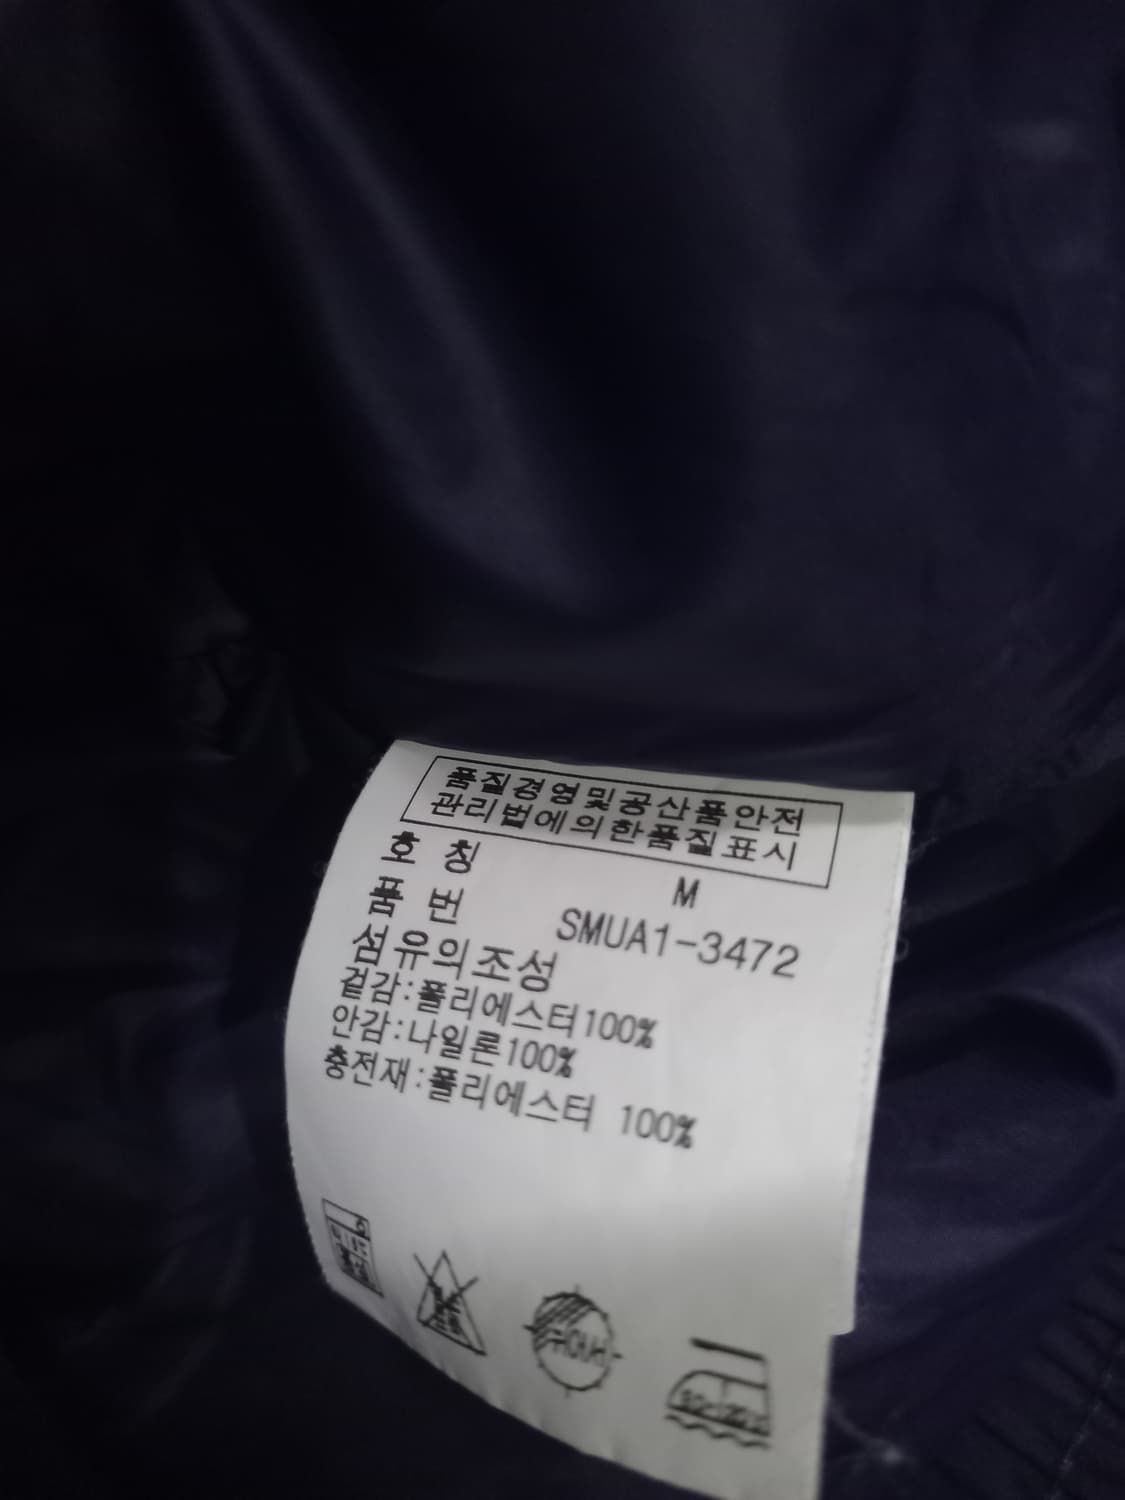 품질경영및공산품안전
관리법에의한품질표시
호 칭 M
품 번 SMUA1-3472
섬유의조성
겉감:폴리에스터100%
안감:나일론100%
충전재:폴리에스터 100%